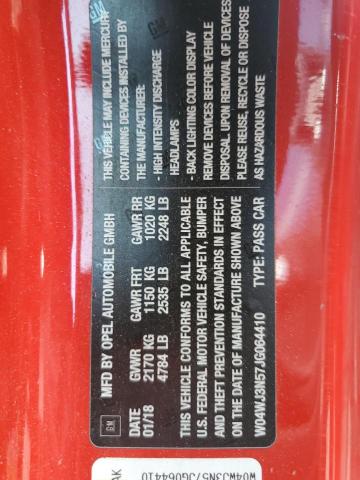 THIS VEHICLE MAY INCLUDE MERCURY
CONTAINING DEVICES INSTALLED BY
THE MANUFACTURER:
- HIGH INTENSITY DISCHARGE
HEADLAMPS
- BACK LIGHTING COLOR DISPLAY
REMOVE DEVICES BEFORE VEHICLE
DISPOSAL, UPON REMOVAL OF DEVICES
PLEASE REUSE, RECYCLE OR DISPOSE
AS HAZARDOUS WASTE
GM
MFD BY OPEL AUTOMOBILE GMBH
DATE GVWR GAWR FRT GAWR RR
01/18 2170 KG 1150 KG 1020 KG
4784 LB 2535 LB 2248 LB
THIS VEHICLE CONFORMS TO ALL APPLICABLE
U.S. FEDERAL MOTOR VEHICLE SAFETY, BUMPER
AND THEFT PREVENTION STANDARDS IN EFFECT
ON THE DATE OF MANUFACTURE SHOWN ABOVE
W04WJ3N57JG064410 TYPE: PASS CAR
W04WJ3N57JG064410